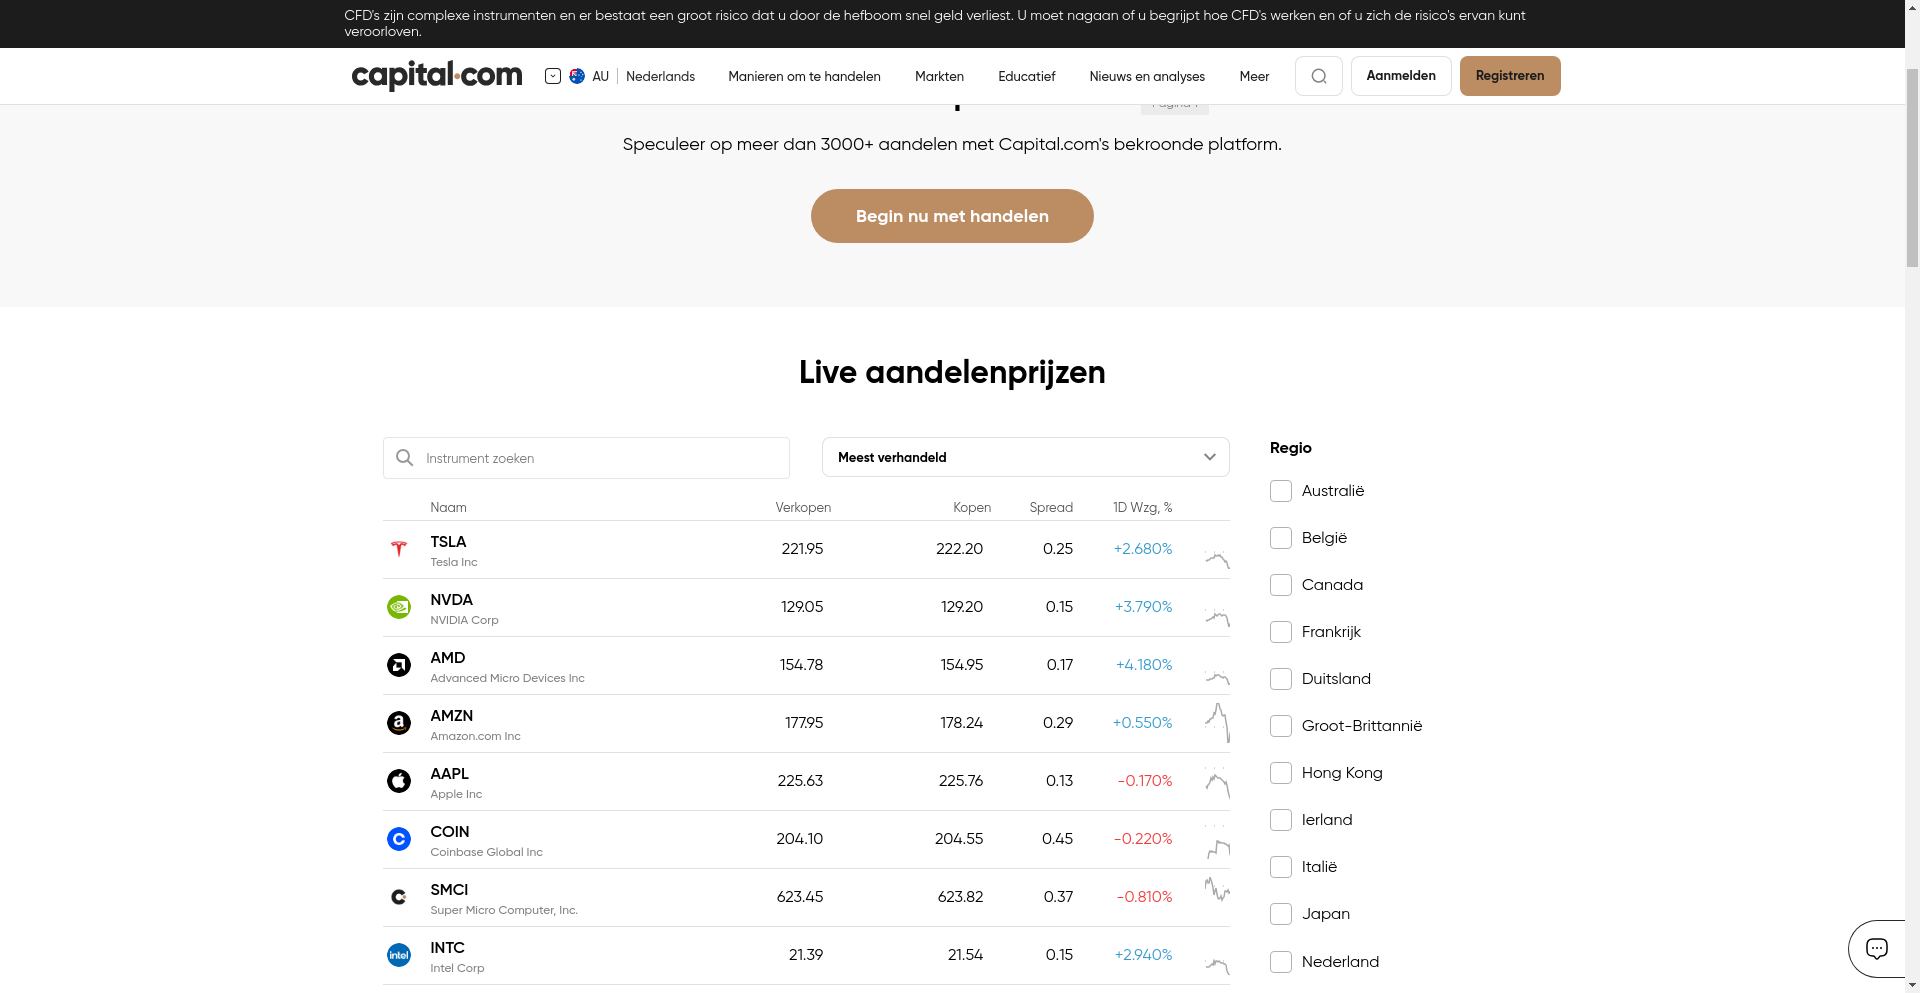 CFD's zijn complexe instrumenten en er bestaat een groot risico dat u door de hefboom snel geld verliest. U moet nagaan of u begrijpt hoe CFD's werken en of u zich de risico's ervan kunt
veroorloven.
capital.com AU Nederlands Manieren om te handelen Markten Educatief Nieuws en analyses Meer Aanmelden Registreren
Speculeer op meer dan 3000+ aandelen met Capital.com's bekroonde platform.
Begin nu met handelen
Live aandelenprijzen
Instrument zoeken
Meest verhandeld
Naam Verkopen Kopen Spread 1D Wzg, %
TSLA 221.95 222.20 0.25 +2.680%
Tesla Inc
NVDA 129.05 129.20 0.15 +3.790%
NVIDIA Corp
AMD 154.78 154.95 0.17 +4.180%
Advanced Micro Devices Inc
AMZN 177.95 178.24 0.29 +0.550%
Amazon.com Inc
AAPL 225.63 225.76 0.13 -0.170%
Apple Inc
COIN 204.10 204.55 0.45 -0.220%
Coinbase Global Inc
SMCI 623.45 623.82 0.37 -0.810%
Super Micro Computer, Inc.
intel INTC 21.39 21.54 0.15 +2.940%
Intel Corp
Regio
Australië
België
Canada
Frankrijk
Duitsland
Groot-Brittannië
Hong Kong
Ierland
Italië
Japan
Nederland